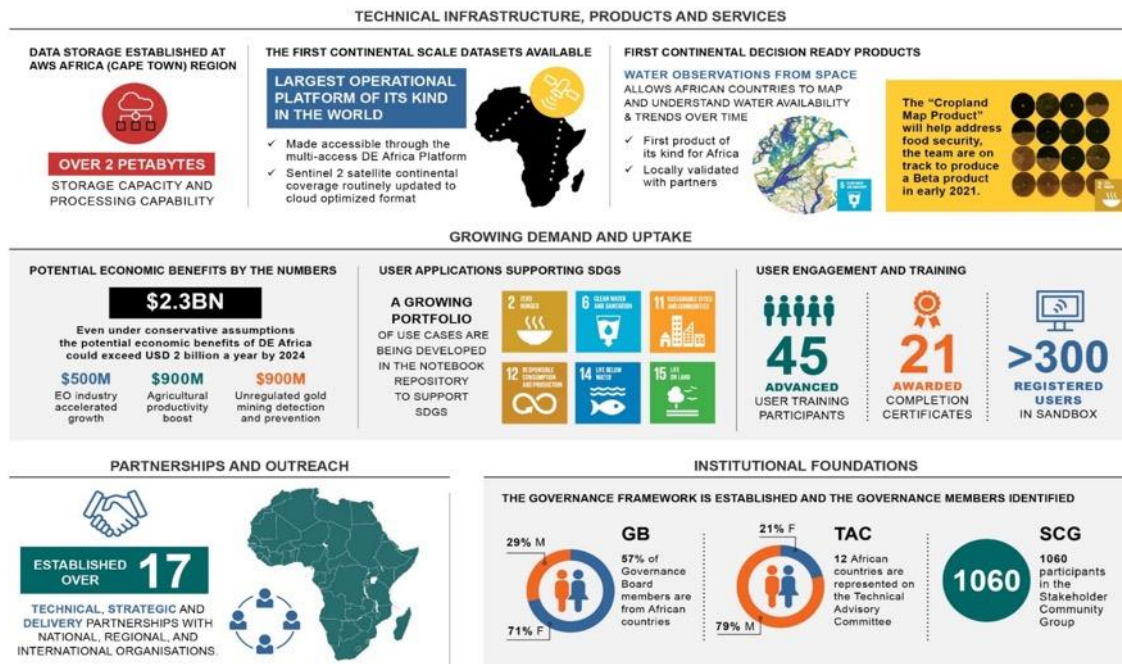 TECHNICAL INFRASTRUCTURE, PRODUCTS AND SERVICES
DATA STORAGE ESTABLISHED AT
AWS AFRICA (CAPE TOWN) REGION
OVER 2 PETABYTES
STORAGE CAPACITY AND
PROCESSING CAPABILITY
THE FIRST CONTINENTAL SCALE DATASETS AVAILABLE
LARGEST OPERATIONAL
PLATFORM OF ITS KIND
IN THE WORLD
✓ Made accessible through the
multi-access DE Africa Platform
✓ Sentinel 2 satellite continental
coverage routinely updated to
cloud optimized format
FIRST CONTINENTAL DECISION READY PRODUCTS
WATER OBSERVATIONS FROM SPACE
ALLOWS AFRICAN COUNTRIES TO MAP
AND UNDERSTAND WATER AVAILABILITY
& TRENDS OVER TIME
✓ First product of
its kind for Africa
✓ Locally validated
with partners
6
The "Cropland
Map Product"
will help address
food security,
the team are on
track to produce
a Beta product
in early 2021.
2
GROWING DEMAND AND UPTAKE
POTENTIAL ECONOMIC BENEFITS BY THE NUMBERS
$2.3BN
Even under conservative assumptions
the potential economic benefits of DE Africa
could exceed USD 2 billion a year by 2024
$500M
EO industry
accelerated
growth
$900M
Agricultural
productivity
boost
$900M
Unregulated gold
mining detection
and prevention
USER APPLICATIONS SUPPORTING SDGS
A GROWING
PORTFOLIO
OF USE CASES ARE
BEING DEVELOPED
IN THE NOTEBOOK
REPOSITORY
TO SUPPORT
SDGS
2 ZERO
HUNGER
6 CLEAN WATER
AND SANITATION
11 SUSTAINABLE CITIES
AND COMMUNITIES
12 RESPONSIBLE
CONSUMPTION
AND PRODUCTION
14 LIFE BELOW
WATER
15 LIFE
ON LAND
USER ENGAGEMENT AND TRAINING
45
ADVANCED
USER TRAINING
PARTICIPANTS
21
AWARDED
COMPLETION
CERTIFICATES
>300
REGISTERED
USERS
IN SANDBOX
PARTNERSHIPS AND OUTREACH
ESTABLISHED
OVER 17
TECHNICAL, STRATEGIC AND
DELIVERY PARTNERSHIPS WITH
NATIONAL, REGIONAL, AND
INTERNATIONAL ORGANISATIONS.
INSTITUTIONAL FOUNDATIONS
THE GOVERNANCE FRAMEWORK IS ESTABLISHED AND THE GOVERNANCE MEMBERS IDENTIFIED
29% M
71% F
GB
57% of
Governance
Board
members are
from African
countries
21% F
79% M
TAC
12 African
countries are
represented on
the Technical
Advisory
Committee
1060
SCG
1060
participants
in the
Stakeholder
Community
Group